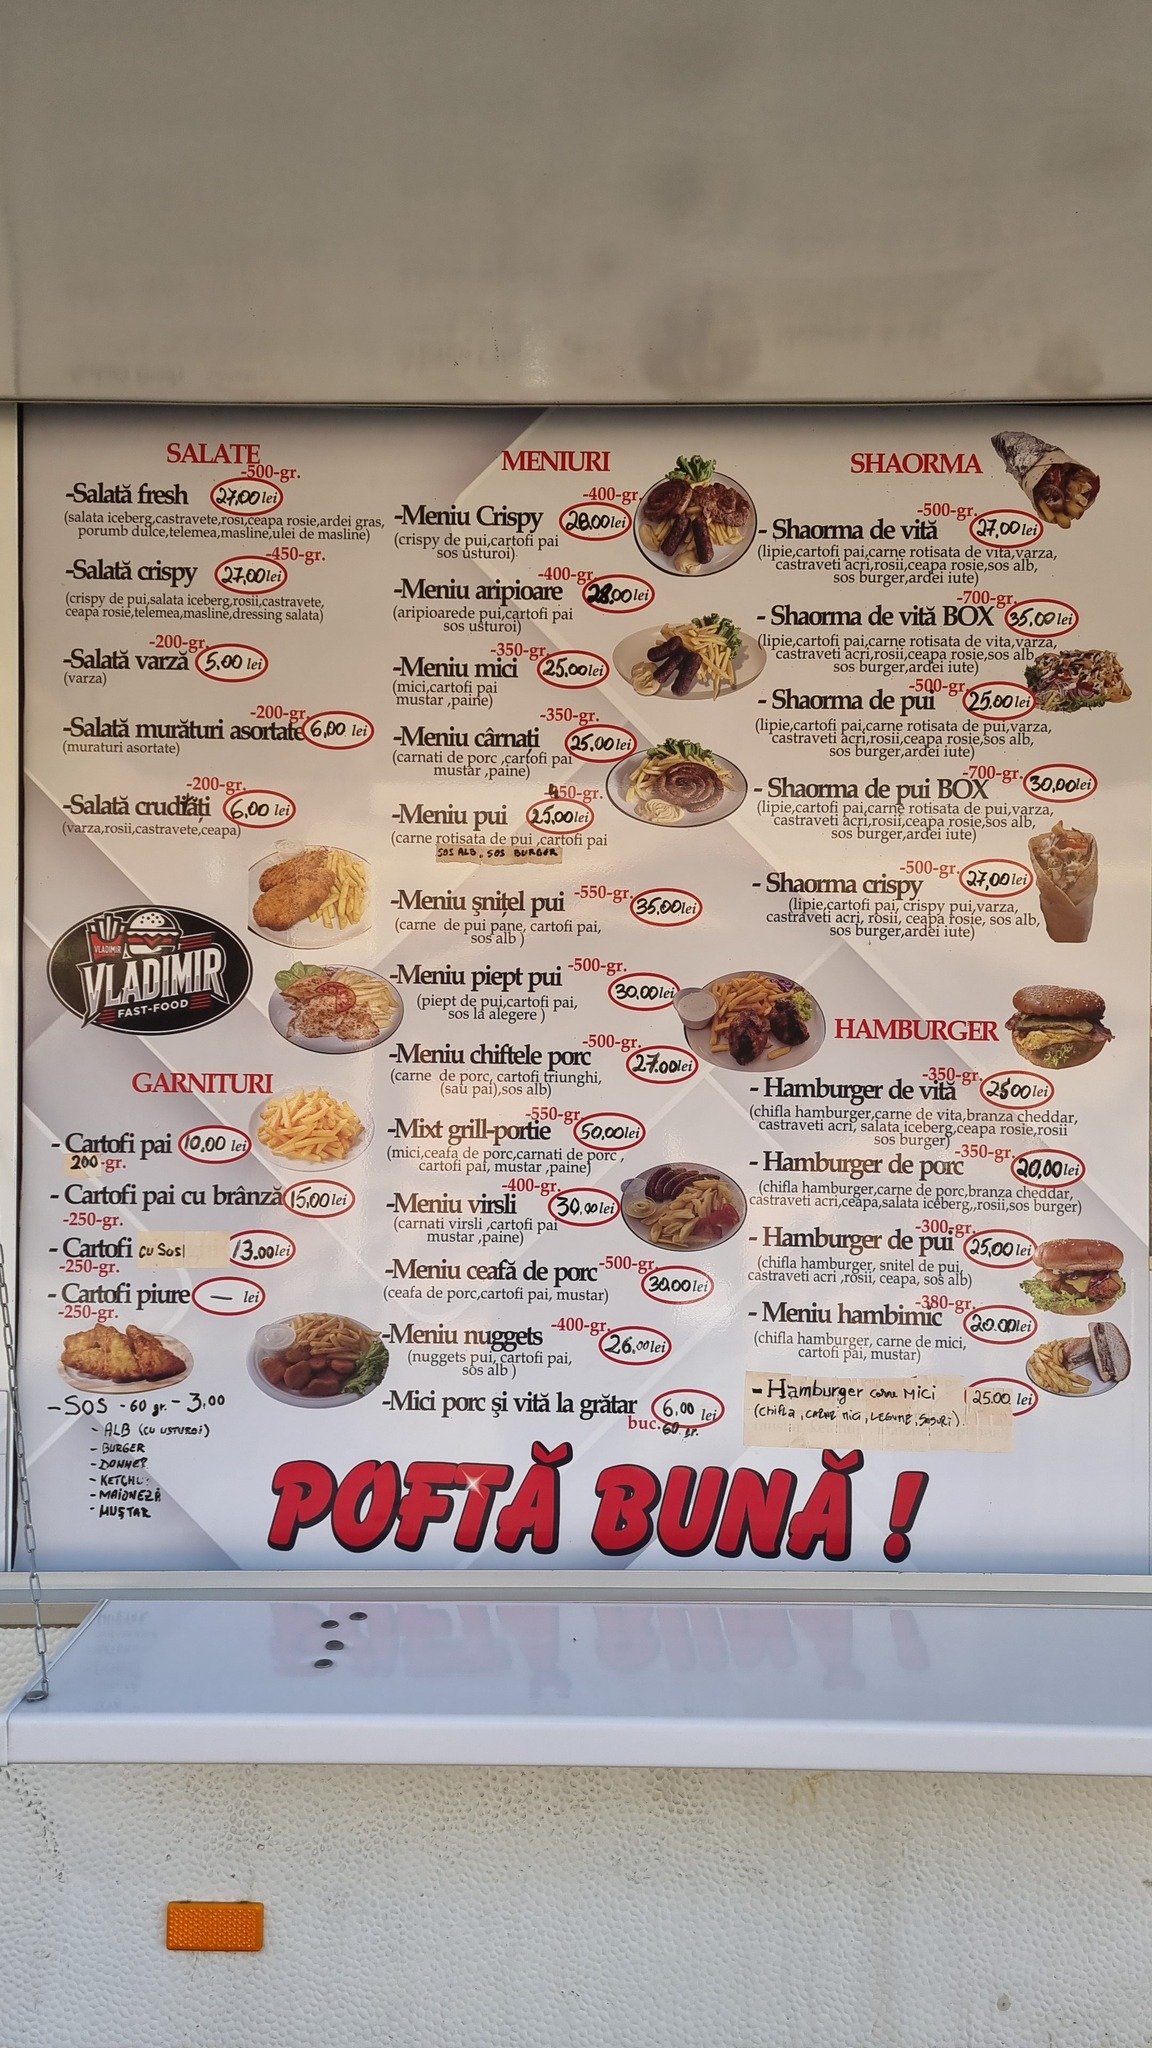 SALATE
-500-gr.
-Salată fresh 27,00 lei
(salata iceberg,castravete,rosi,ceapa rosie,ardei gras,
porumb dulce,telemea,masline,ulei de masline)
-450-gr.
-Salată crispy 27,00 lei
(crispy de pui,salata iceberg,rosii,castravete,
ceapa rosie,telemea,masline,dressing salata)
-200-gr.
-Salată varză 5,00 lei
(varza)
-200-gr.
-Salată murături asortate 6,00 lei
(muraturi asortate)
-200-gr.
-Salată crudități 6,00 lei
(varza,rosii,castravete,ceapa)
VLADIMIR
VLADIMIR
FAST-FOOD
GARNITURI
- Cartofi pai 10,00 lei
200-gr.
- Cartofi pai cu brânză 15,00 lei
-250-gr.
- Cartofi cu sos 13.00 lei
-250-gr.
- Cartofi piure — lei
-250-gr.
- SOS - 60 gr. - 3,00
- ALB (CU USTUROI)
- BURGER
- DONNER
- KETCHU
- MAIONEZĂ
- MUȘTAR
MENIURI
-400-gr.
-Meniu Crispy 28,00 lei
(crispy de pui,cartofi pai
sos usturoi)
-400-gr.
-Meniu aripioare 28,00 lei
(aripioarede pui,cartofi pai
sos usturoi)
-350-gr.
-Meniu mici 25,00 lei
(mici,cartofi pai
mustar ,paine)
-350-gr.
-Meniu cârnați 25,00 lei
(carnati de porc ,cartofi pai
mustar ,paine)
450-gr.
-Meniu pui 25,00 lei
(carne rotisata de pui ,cartofi pai
SOS ALB, SOS BURGER
-Meniu șnițel pui -550-gr. 35,00 lei
(carne de pui pane, cartofi pai,
sos alb )
-Meniu piept pui -500-gr. 30,00 lei
(piept de pui,cartofi pai,
sos la alegere )
-500-gr.
-Meniu chiftele porc 27.00 lei
(carne de porc, cartofi triunghi,
(sau pai),sos alb)
-550-gr.
-Mixt grill-portie 50,00 lei
(mici,ceafa de porc,carnati de porc ,
cartofi pai, mustar ,paine)
-400-gr.
-Meniu virsli 30,00 lei
(carnati virsli ,cartofi pai
mustar ,paine)
-Meniu ceafă de porc -500-gr. 30.00 lei
(ceafa de porc,cartofi pai, mustar)
-400-gr.
-Meniu nuggets 26.00 lei
(nuggets pui, cartofi pai,
sos alb )
-Mici porc și vită la grătar 6,00 lei
buc. 60 gr.
SHAORMA
-500-gr.
- Shaorma de vită 27,00 lei
(lipie,cartofi pai,carne rotisata de vita,varza,
castraveti acri,rosii,ceapa rosie,sos alb,
sos burger,ardei iute)
-700-gr.
- Shaorma de vită BOX 35,00 lei
(lipie,cartofi pai,carne rotisata de vita,varza,
castraveti acri,rosii,ceapa rosie,sos alb,
sos burger,ardei iute)
-500-gr.
- Shaorma de pui 25,00 lei
(lipie,cartofi pai,carne rotisata de pui,varza,
castraveti acri,rosii,ceapa rosie,sos alb,
sos burger,ardei iute)
-700-gr.
- Shaorma de pui BOX 30,00 lei
(lipie,cartofi pai,carne rotisata de pui,varza,
castraveti acri,rosii,ceapa rosie,sos alb,
sos burger,ardei iute)
-500-gr.
- Shaorma crispy 27,00 lei
(lipie,cartofi pai, crispy pui,varza,
castraveti acri, rosii, ceapa rosie, sos alb,
sos burger,ardei iute)
HAMBURGER
-350-gr.
- Hamburger de vită 25,00 lei
(chifla hamburger,carne de vita,branza cheddar,
castraveti acri, salata iceberg,ceapa rosie,rosii
sos burger)
-350-gr.
- Hamburger de porc 20,00 lei
(chifla hamburger,carne de porc,branza cheddar,
castraveti acri,ceapa,salata iceberg,,rosii,sos burger)
-300-gr.
- Hamburger de pui 25,00 lei
(chifla hamburger, snitel de pui,
castraveti acri ,rosii, ceapa, sos alb)
-380-gr.
- Meniu hambimic 20.00 lei
(chifla hamburger, carne de mici,
cartofi pai, mustar)
- Hamburger carne Mici 25.00 lei
(chifla, CARNE mici, LEGUME, SOSURI).
POFTĂ BUNĂ !